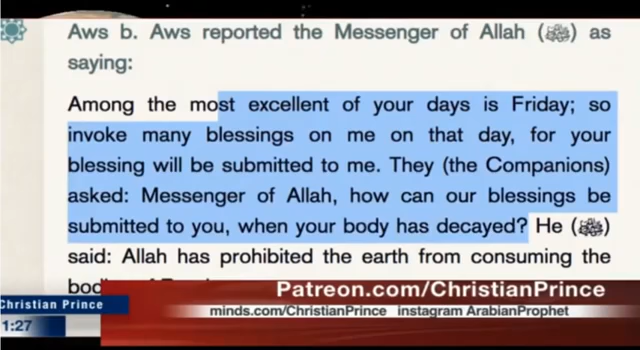 Aws b. Aws reported the Messenger of Allah (ﷺ) as
saying:
Among the most excellent of your days is Friday; so
invoke many blessings on me on that day, for your
blessing will be submitted to me. They (the Companions)
asked: Messenger of Allah, how can our blessings be
submitted to you, when your body has decayed? He (ﷺ)
said: Allah has prohibited the earth from consuming the
Patreon.com/ChristianPrince
Christian Prince
minds.com/ChristianPrince instagram ArabianProphet
1:27